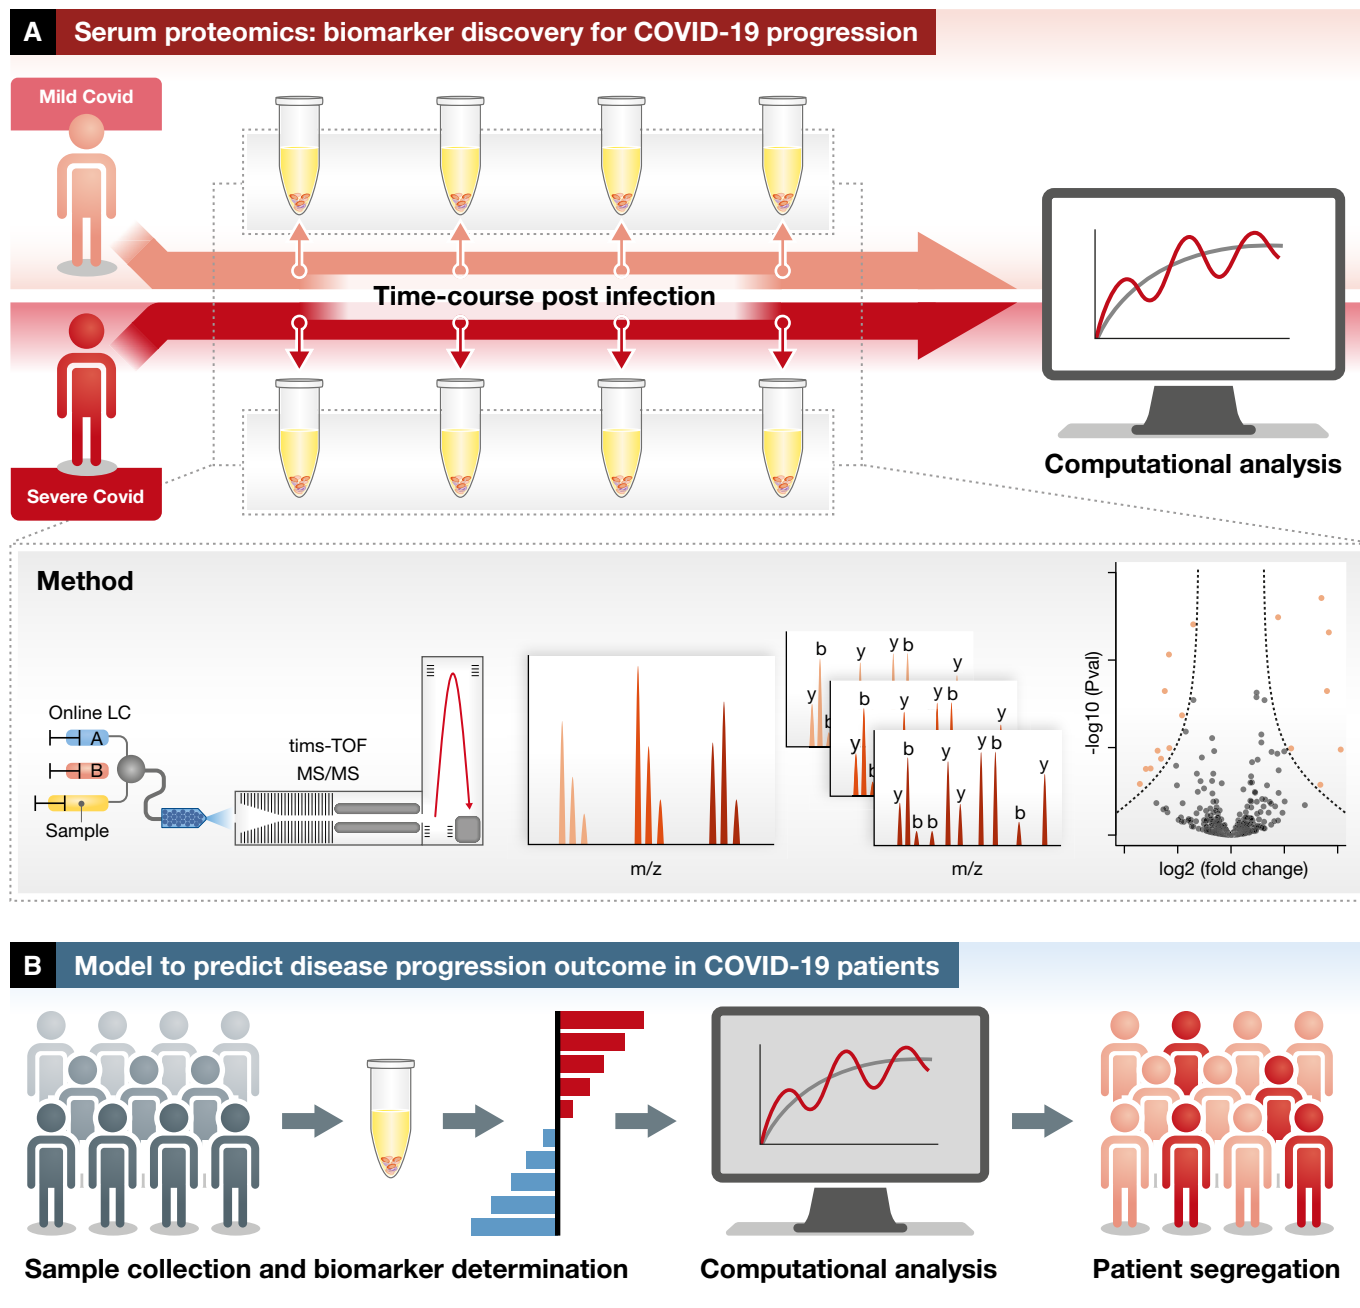 A Serum proteomics: biomarker discovery for COVID-19 progression
Mild Covid
Time-course post infection
Severe Covid
Computational analysis
Method
Online LC
A
B
Sample
tims-TOF
MS/MS
m/z
b y y b y
y b
b y y b y
y b
b y y b y
y y
b b b
m/z
-log10 (Pval)
log2 (fold change)
B Model to predict disease progression outcome in COVID-19 patients
Sample collection and biomarker determination
Computational analysis
Patient segregation